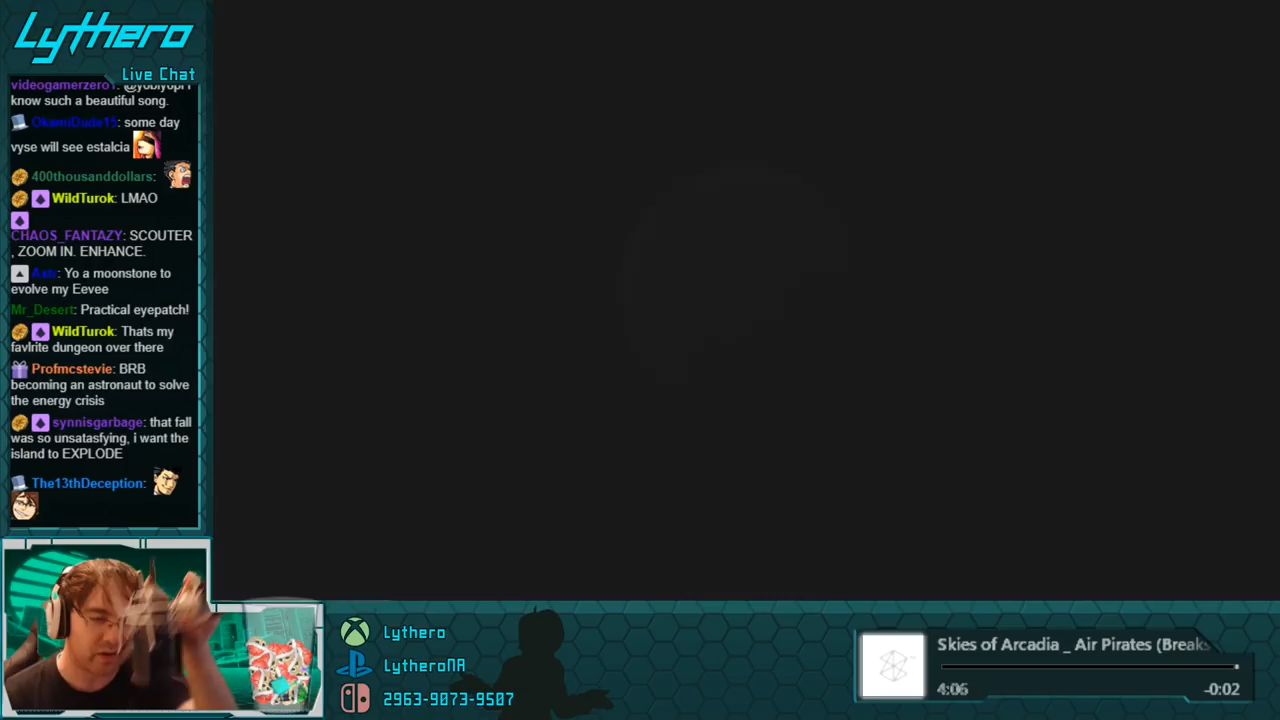 Lythero
Live Chat
videogamerzero1: @yobiyopi I
know such a beautiful song.
OkamiDude15: some day
vyse will see estalcia
400thousanddollars:
WildTurok: LMAO
CHAOS_FANTAZY: SCOUTER
, ZOOM IN. ENHANCE.
Yo a moonstone to
evolve my Eevee
Mr_Desert: Practical eyepatch!
WildTurok: Thats my
favlrite dungeon over there
Profmcstevie: BRB
becoming an astronaut to solve
the energy crisis
synnisgarbage: that fall
was so unsatasfying, i want the
island to EXPLODE
The13thDeception:
Lythero
LytheroNA
2963-9073-9507
Skies of Arcadia _ Air Pirates (Breaks
4:06
-0:02